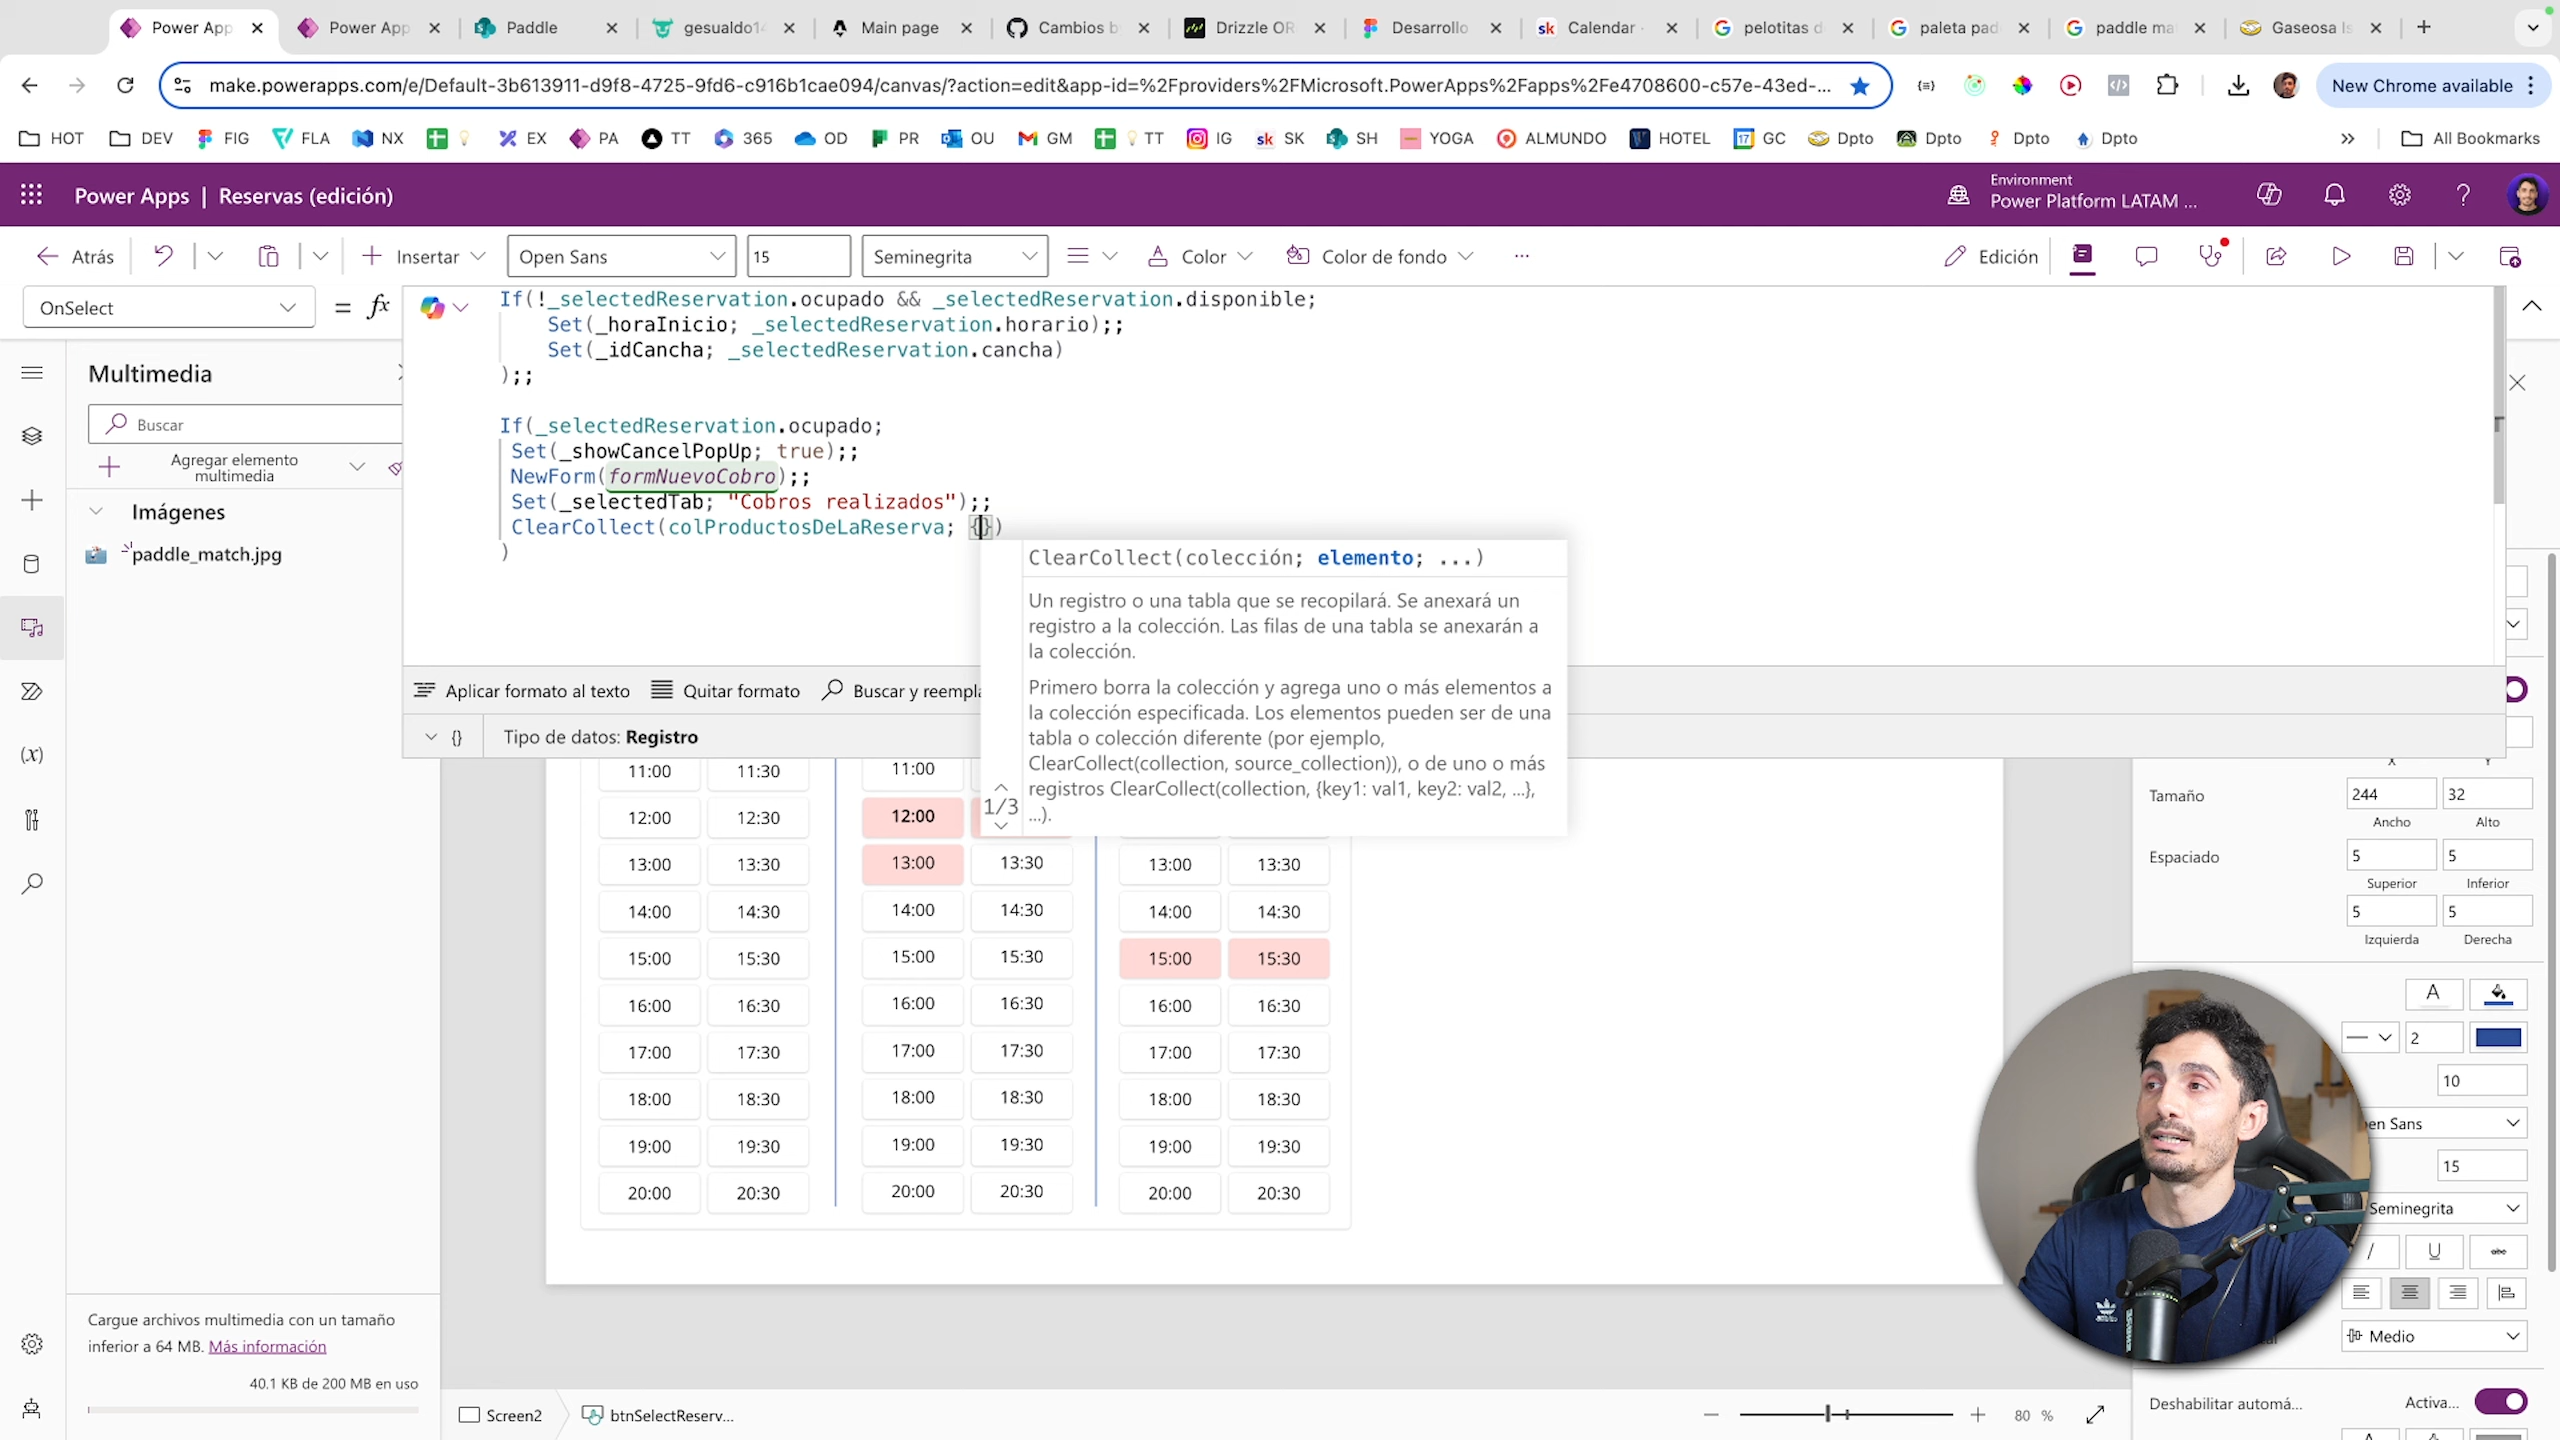 Power App
Power App
Paddle
gesualdo14
Main page
Cambios b
Drizzle OR
Desarrollo
Calendar
pelotitas d
paleta pad
paddle ma
Gaseosa Is
make.powerapps.com/e/Default-3b613911-d9f8-4725-9fd6-c916b1cae094/canvas/?action=edit&app-id=%2Fproviders%2FMicrosoft.PowerApps%2Fapps%2Fe4708600-c57e-43ed-...
New Chrome available
HOT
DEV
FIG
FLA
NX
EX
PA
TT
365
OD
PR
OU
GM
TT
IG
SK
SH
YOGA
ALMUNDO
HOTEL
GC
Dpto
Dpto
Dpto
Dpto
All Bookmarks
Power Apps | Reservas (edición)
Environment
Power Platform LATAM ...
Atrás
Insertar
Open Sans
15
Seminegrita
Color
Color de fondo
Edición
OnSelect
= fx
If(!_selectedReservation.ocupado && _selectedReservation.disponible;
Set(_horaInicio; _selectedReservation.horario);;
Set(_idCancha; _selectedReservation.cancha)
);;
If(_selectedReservation.ocupado;
Set(_showCancelPopUp; true);;
NewForm(formNuevoCobro);;
Set(_selectedTab; "Cobros realizados");;
ClearCollect(colProductosDeLaReserva; {})
)
Multimedia
Buscar
Agregar elemento
multimedia
Imágenes
paddle_match.jpg
ClearCollect(colección; elemento; ...)
Un registro o una tabla que se recopilará. Se anexará un
registro a la colección. Las filas de una tabla se anexarán a
la colección.
Primero borra la colección y agrega uno o más elementos a
la colección especificada. Los elementos pueden ser de una
tabla o colección diferente (por ejemplo,
ClearCollect(collection, source_collection)), o de uno o más
registros ClearCollect(collection, {key1: val1, key2: val2, ...},
...).
1/3
Aplicar formato al texto
Quitar formato
Buscar y reempla
{} Tipo de datos: Registro
11:00 11:30 11:00
12:00 12:30 12:00
13:00 13:30 13:00 13:30 13:00 13:30
14:00 14:30 14:00 14:30 14:00 14:30
15:00 15:30 15:00 15:30 15:00 15:30
16:00 16:30 16:00 16:30 16:00 16:30
17:00 17:30 17:00 17:30 17:00 17:30
18:00 18:30 18:00 18:30 18:00 18:30
19:00 19:30 19:00 19:30 19:00 19:30
20:00 20:30 20:00 20:30 20:00 20:30
X Y
Tamaño 244 32
Ancho Alto
Espaciado 5 5
Superior Inferior
5 5
Izquierda Derecha
2
10
en Sans
15
Seminegrita
Medio
Deshabilitar automá... Activa...
Cargue archivos multimedia con un tamaño
inferior a 64 MB. Más información
40.1 KB de 200 MB en uso
Screen2
btnSelectReserv...
80 %